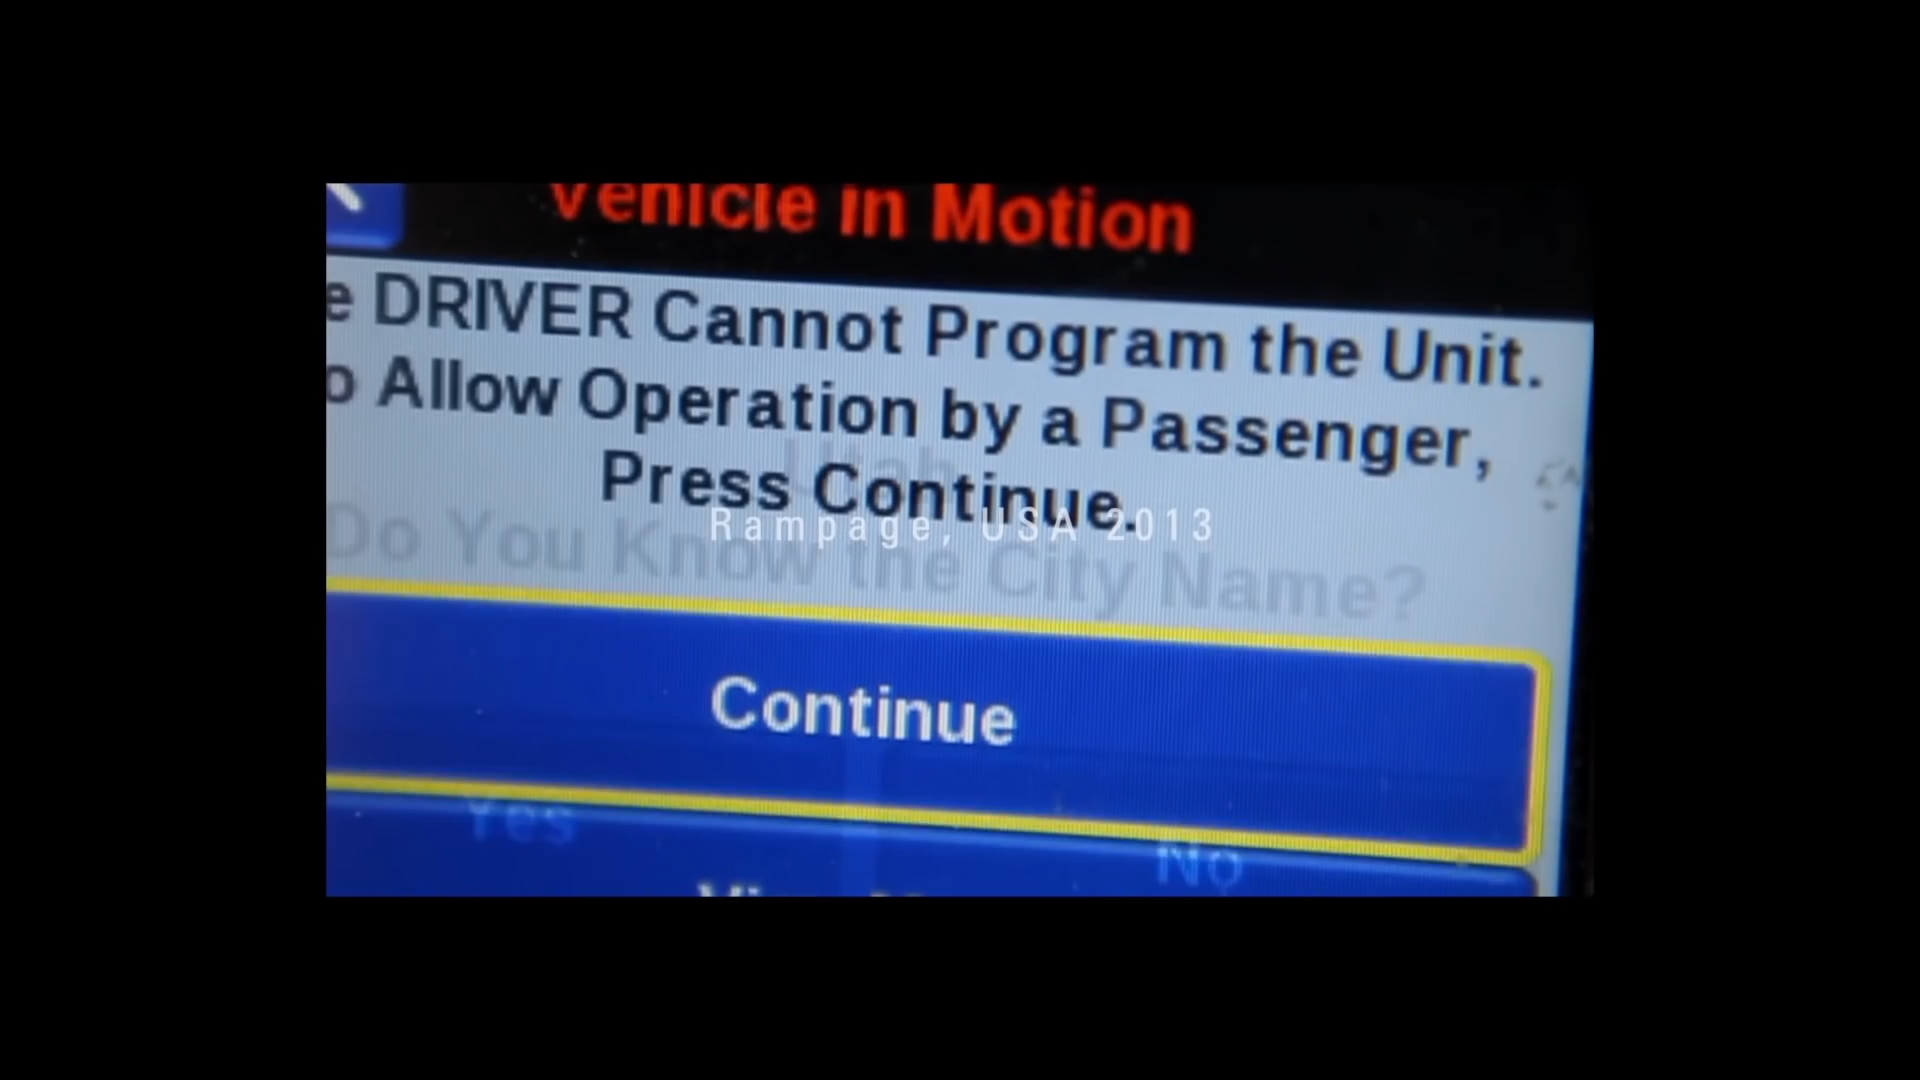 Vehicle in Motion
e DRIVER Cannot Program the Unit.
o Allow Operation by a Passenger,
Utah
Press Continue.
Rampage, USA 2013
Do You Know the City Name?
Continue
Yes
No